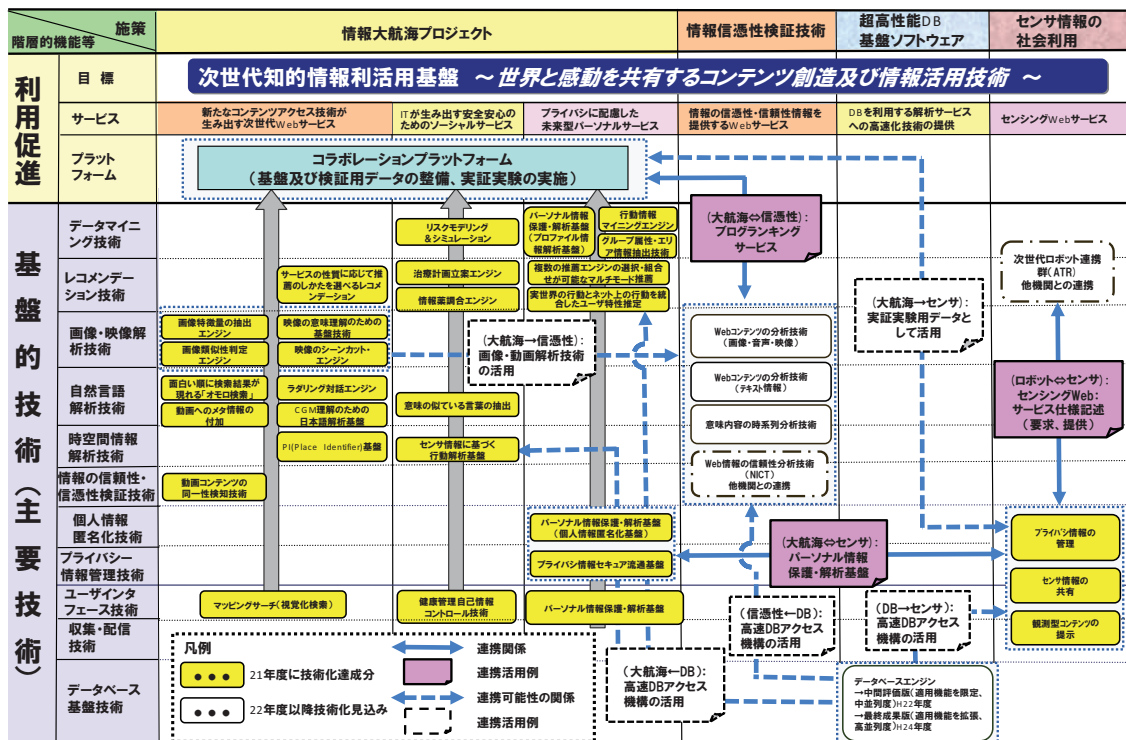 施策
階層的機能等
情報大航海プロジェクト
情報信憑性検証技術
超高性能DB
基盤ソフトウェア
センサ情報の
社会利用
利用促進
目 標
次世代知的情報利活用基盤 ～世界と感動を共有するコンテンツ創造及び情報活用技術 ～
サービス
新たなコンテンツアクセス技術が
生み出す次世代Webサービス
ITが生み出す安全安心の
ためのソーシャルサービス
プライバシに配慮した
未来型パーソナルサービス
情報の信憑性・信頼性情報を
提供するWebサービス
DBを利用する解析サービス
への高速化技術の提供
センシングWebサービス
プラット
フォーム
コラボレーションプラットフォーム
（基盤及び検証用データの整備、実証実験の実施）
基盤的技術（主要技術）
データマイニ
ング技術
リスクモデリング
＆シミュレーション
パーソナル情報
保護・解析基盤
(プロファイル情
報解析基盤)
行動情報
マイニングエンジン
グループ属性・エリ
ア情報抽出技術
(大航海⇔信憑性)
ブログランキング
サービス
レコメンデー
ション技術
サービスの性質に応じて推
薦のしかたを選べるレコメ
ンデーション
治療計画立案エンジン
情報薬調合エンジン
複数の推薦エンジンの選択・組合
せが可能なマルチモード推薦
実世界の行動とネット上の行動を統
合したユーザ特性推定
次世代ロボット連携
群(ATR)
他機関との連携
(大航海→センサ):
実証実験用データと
して活用
画像・映像解
析技術
画像特徴量の抽出
エンジン
映像の意味理解のための
基盤技術
画像類似性判定
エンジン
映像のシーンカット・
エンジン
(大航海→信憑性):
画像・動画解析技術
の活用
Webコンテンツの分析技術
(画像・音声・映像)
自然言語
解析技術
面白い順に検索結果が
現れる「オモロ検索」
ラダリング対話エンジン
動画へのメタ情報の
付加
CGM理解のための
日本語解析基盤
意味の似ている言葉の抽出
Webコンテンツの分析技術
(テキスト情報)
意味内容の時系列分析技術
(ロボット⇔センサ):
センシングWeb:
サービス仕様記述
(要求、提供)
時空間情報
解析技術
PI(Place Identifier)基盤
センサ情報に基づく
行動解析基盤
Web情報の信頼性分析技術
(NICT)
他機関との連携
情報の信頼性・
信憑性検証技術
動画コンテンツの
同一性検知技術
個人情報
匿名化技術
パーソナル情報保護・解析基盤
(個人情報匿名化基盤)
(大航海⇔センサ):
パーソナル情報
保護・解析基盤
プライバシ情報の
管理
プライバシー
情報管理技術
プライバシ情報セキュア流通基盤
センサ情報の
共有
ユーザインタ
フェース技術
マッピングサーチ(視覚化検索)
健康管理自己情報
コントロール技術
パーソナル情報保護・解析基盤
(信憑性←DB):
高速DBアクセス
機構の活用
(DB→センサ):
高速DBアクセス
機構の活用
観測型コンテンツの
提示
収集・配信
技術
データベース
基盤技術
凡例
●●● 21年度に技術化達成分
●●● 22年度以降技術化見込み
連携関係
連携活用例
連携可能性の関係
連携活用例
(大航海←DB):
高速DBアクセス
機構の活用
データベースエンジン
→中間評価版(適用機能を限定、
中並列度)H22年度
→最終成果版(適用機能を拡張、
高並列度)H24年度